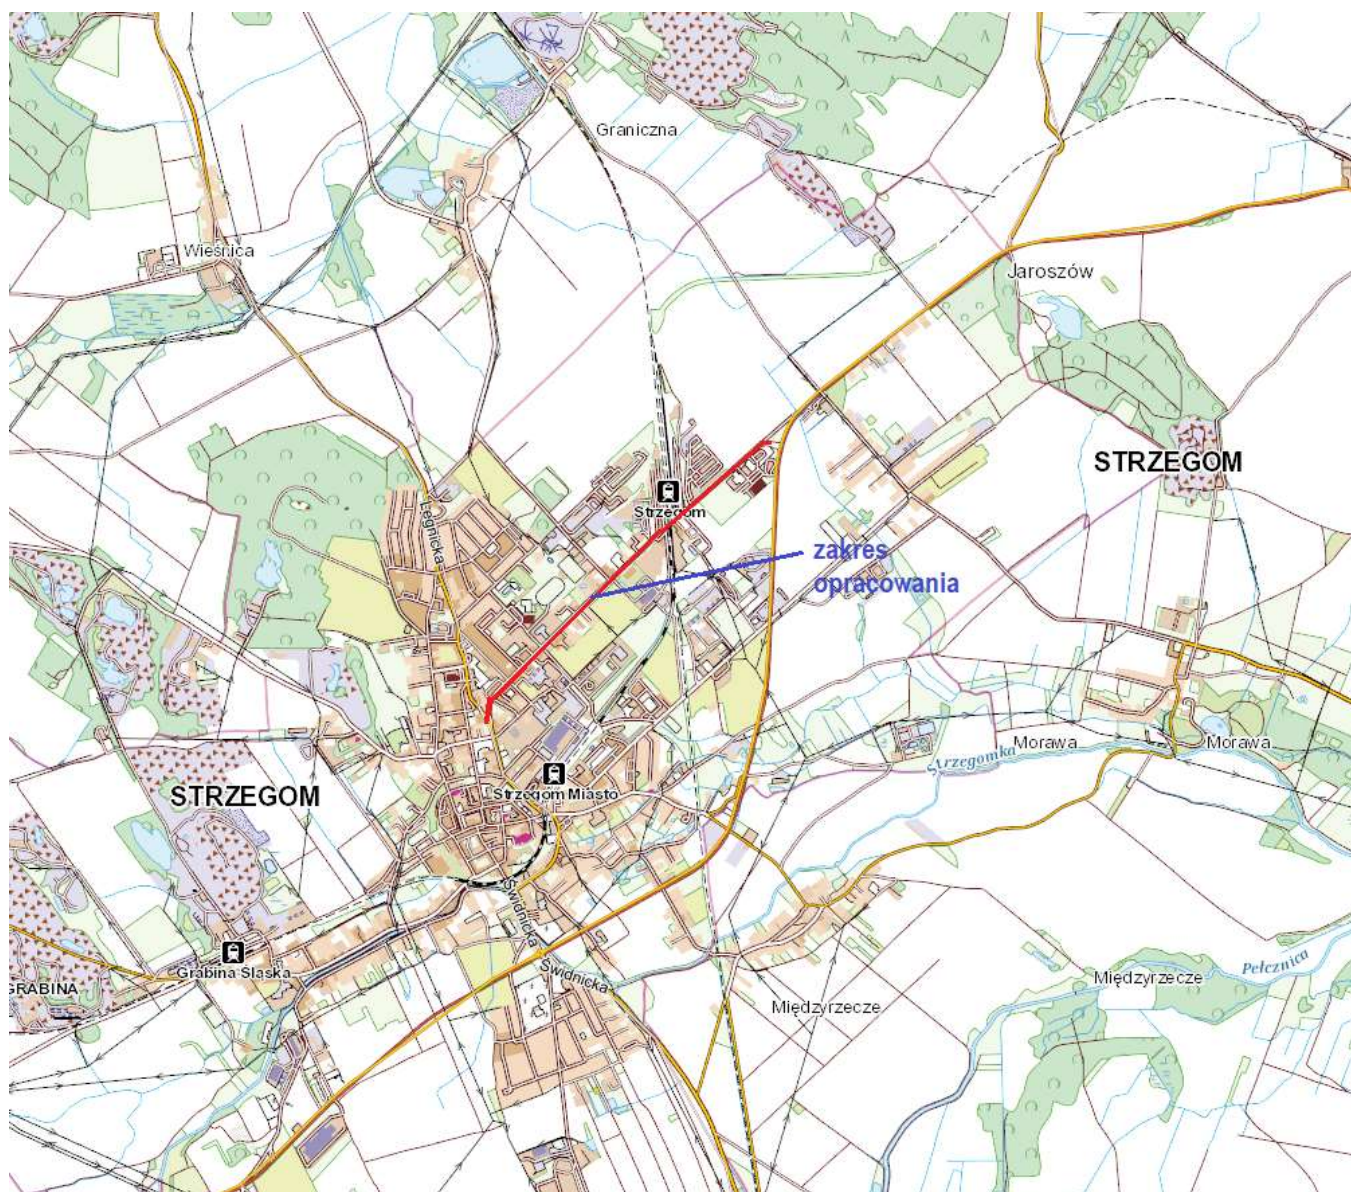 Graniczna
Wieśnica
Jaroszów
STRZEGOM
Legnicka
Strzegom
zakres
opracowania
Morawa
Morawa
Strzegomka
STRZEGOM
Strzegom Miasto
Świdnicka
Grabina Śląska
GRABINA
Świdnicka
Międzyrzecze
Pełcznica
Międzyrzecze